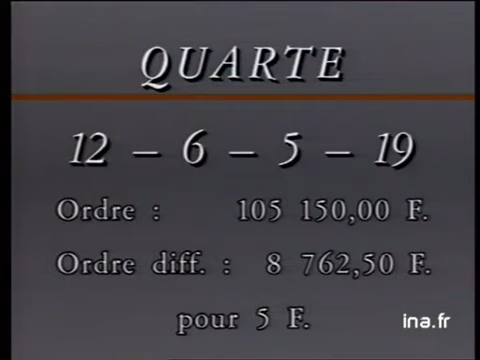 QUARTE
12 – 6 – 5 – 19
Ordre : 105 150,00 F.
Ordre diff. : 8 762,50 F.
pour 5 F.
ina.fr